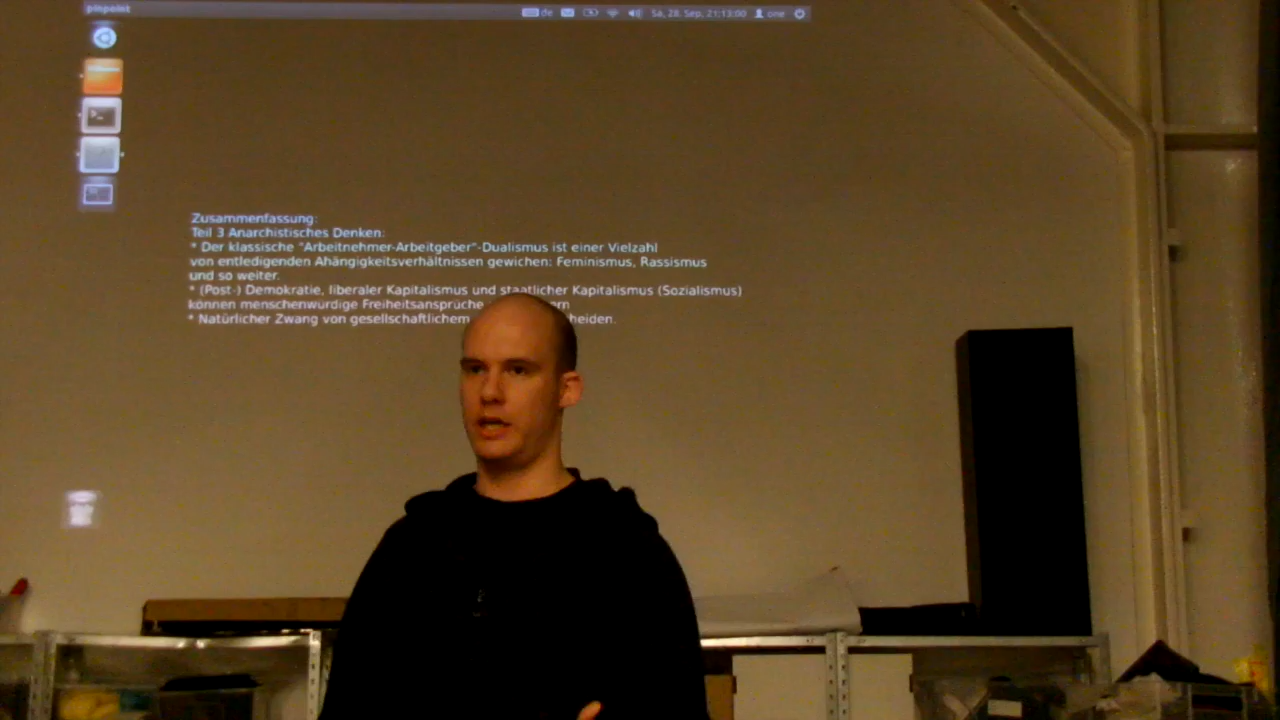 pinpoint
de Sa, 28. Sep, 21:13:00 one
Zusammenfassung:
Teil 3 Anarchistisches Denken:
* Der klassische "Arbeitnehmer-Arbeitgeber"-Dualismus ist einer Vielzahl
von entledigenden Ahängigkeitsverhältnissen gewichen: Feminismus, Rassismus
und so weiter.
* (Post-) Demokratie, liberaler Kapitalismus und staatlicher Kapitalismus (Sozialismus)
können menschenwürdige Freiheitsansprüche
* Natürlicher Zwang von gesellschaftlichem